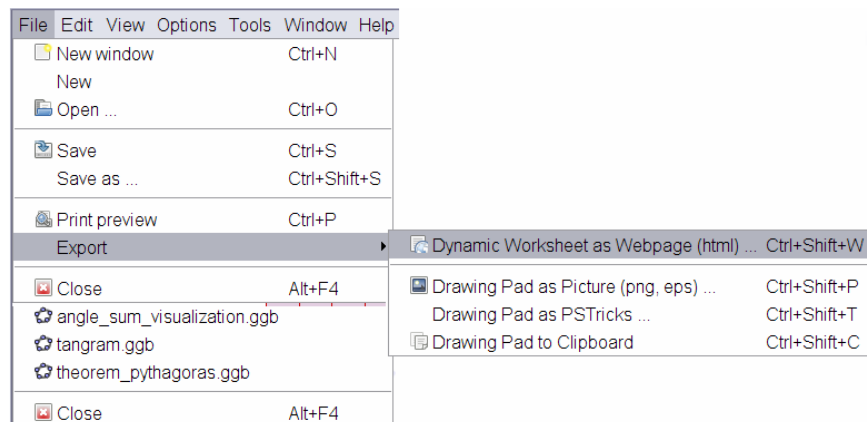 File Edit View Options Tools Window Help
New window Ctrl+N
New
Open ... Ctrl+O
Save Ctrl+S
Save as ... Ctrl+Shift+S
Print preview Ctrl+P
Export Dynamic Worksheet as Webpage (html) ... Ctrl+Shift+W
Close Alt+F4 Drawing Pad as Picture (png, eps) ... Ctrl+Shift+P
angle_sum_visualization.ggb Drawing Pad as PSTricks ... Ctrl+Shift+T
tangram.ggb Drawing Pad to Clipboard Ctrl+Shift+C
theorem_pythagoras.ggb
Close Alt+F4